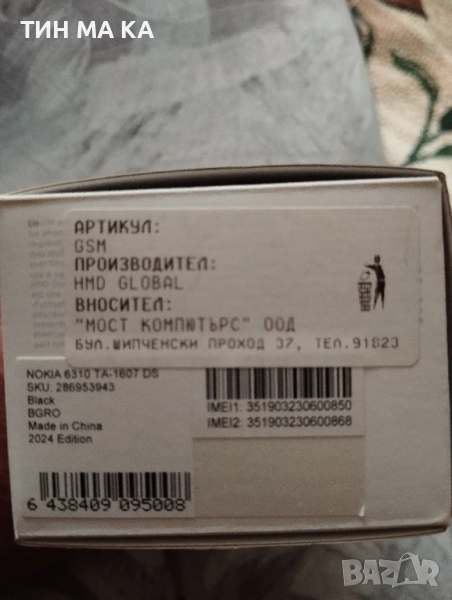 ТИН МА КА
АРТИКУЛ:
GSM
ПРОИЗВОДИТЕЛ:
HMD GLOBAL
ВНОСИТЕЛ:
"МОСТ КОМПЮТЪРС" ООД
БУЛ.ШИПЧЕНСКИ ПРОХОД 37, ТЕЛ.91823
NOKIA 6310 TA-1607 DS
SKU: 286953943
Black
BGRO
Made in China
2024 Edition
IMEI1: 351903230600850
IMEI2: 351903230600868
6 438409 095008
BAZAR